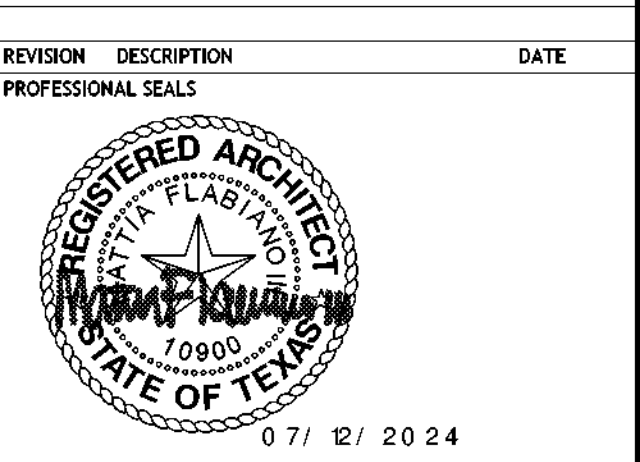 REVISION DESCRIPTION DATE
PROFESSIONAL SEALS
REGISTERED ARCHITECT
MATTIA FLABIANO III
10900
STATE OF TEXAS
07/12/2024